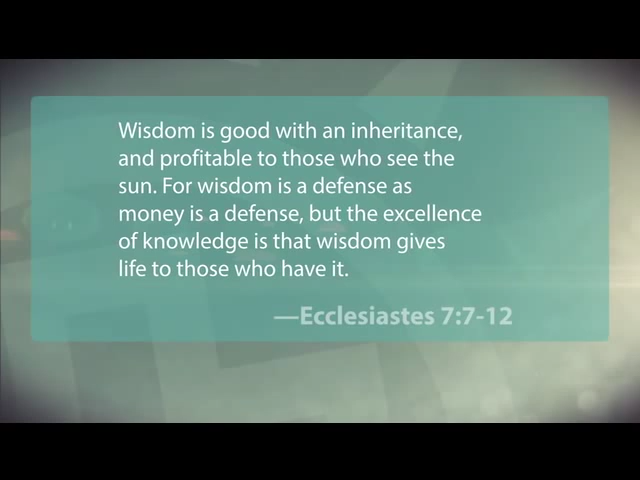 Wisdom is good with an inheritance,
and profitable to those who see the
sun. For wisdom is a defense as
money is a defense, but the excellence
of knowledge is that wisdom gives
life to those who have it.
—Ecclesiastes 7:7-12